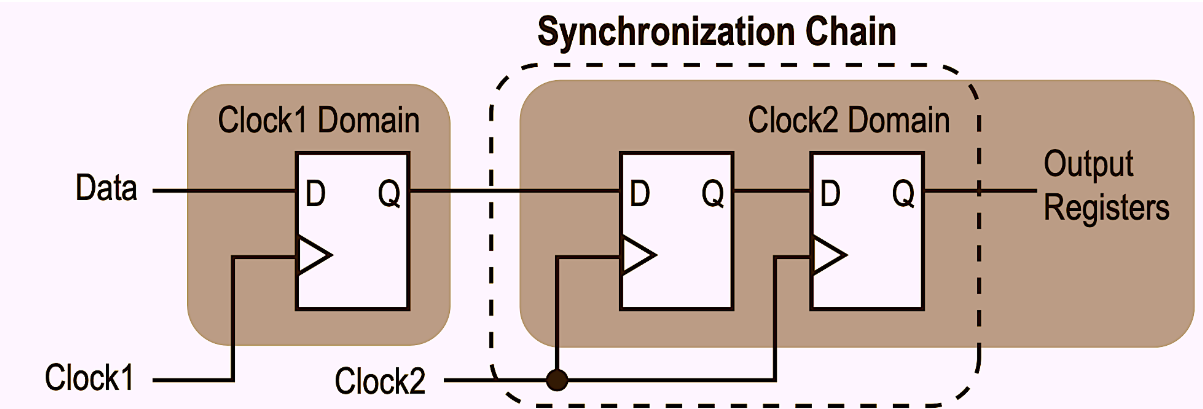 Synchronization Chain
Clock1 Domain
Clock2 Domain
Data
D
Q
D
Q
D
Q
Output
Registers
Clock1
Clock2